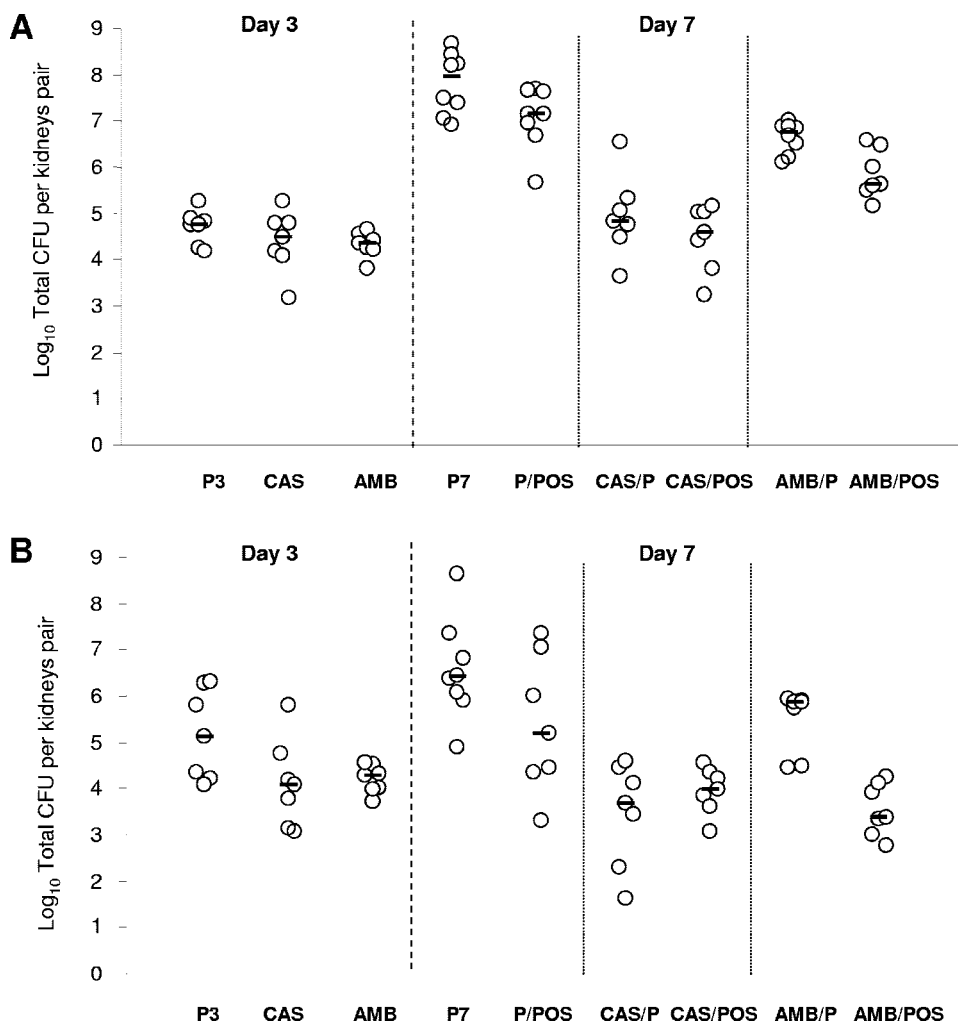 A
Day 3
Day 7
Log10 Total CFU per kidneys pair
9
8
7
6
5
4
3
2
1
0
P3 CAS AMB P7 P/POS CAS/P CAS/POS AMB/P AMB/POS
B
Day 3
Day 7
Log10 Total CFU per kidneys pair
9
8
7
6
5
4
3
2
1
0
P3 CAS AMB P7 P/POS CAS/P CAS/POS AMB/P AMB/POS